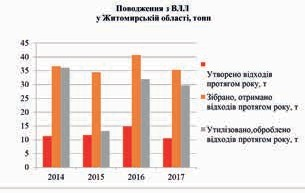 Поводження з ВЛЛ
у Житомирській області, тонн
45
40
35
30
25
20
15
10
5
0
2014 2015 2016 2017
Утворено відходів
протягом року, т
Зібрано, отримано
відходів протягом року, т
Утилізовано,оброблено
відходів протягом року, т